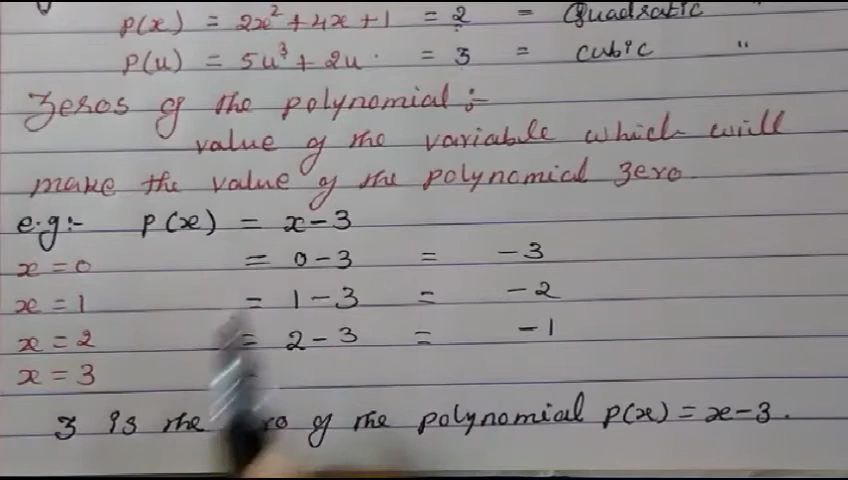 p(x) = 2x² + 4x + 1 = 2 = Quadratic
p(u) = 5u³ + 2u = 3 = cubic "
Zeros of the polynomial :-
value of the variable which will
make the value of the polynomial zero
e.g:- p(x) = x-3
x = 0 = 0-3 = -3
x = 1 = 1-3 = -2
x = 2 = 2-3 = -1
x = 3 =
3 is the of the polynomial p(x) = x-3.